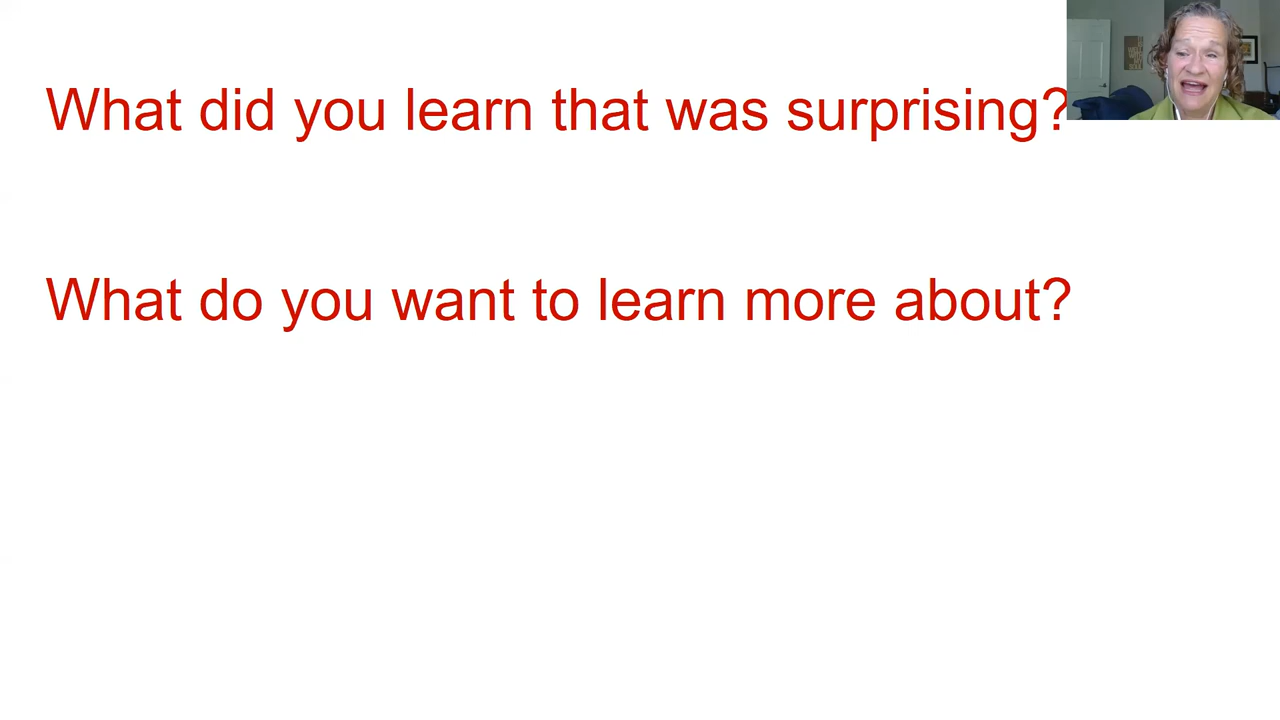 What did you learn that was surprising?
What do you want to learn more about?